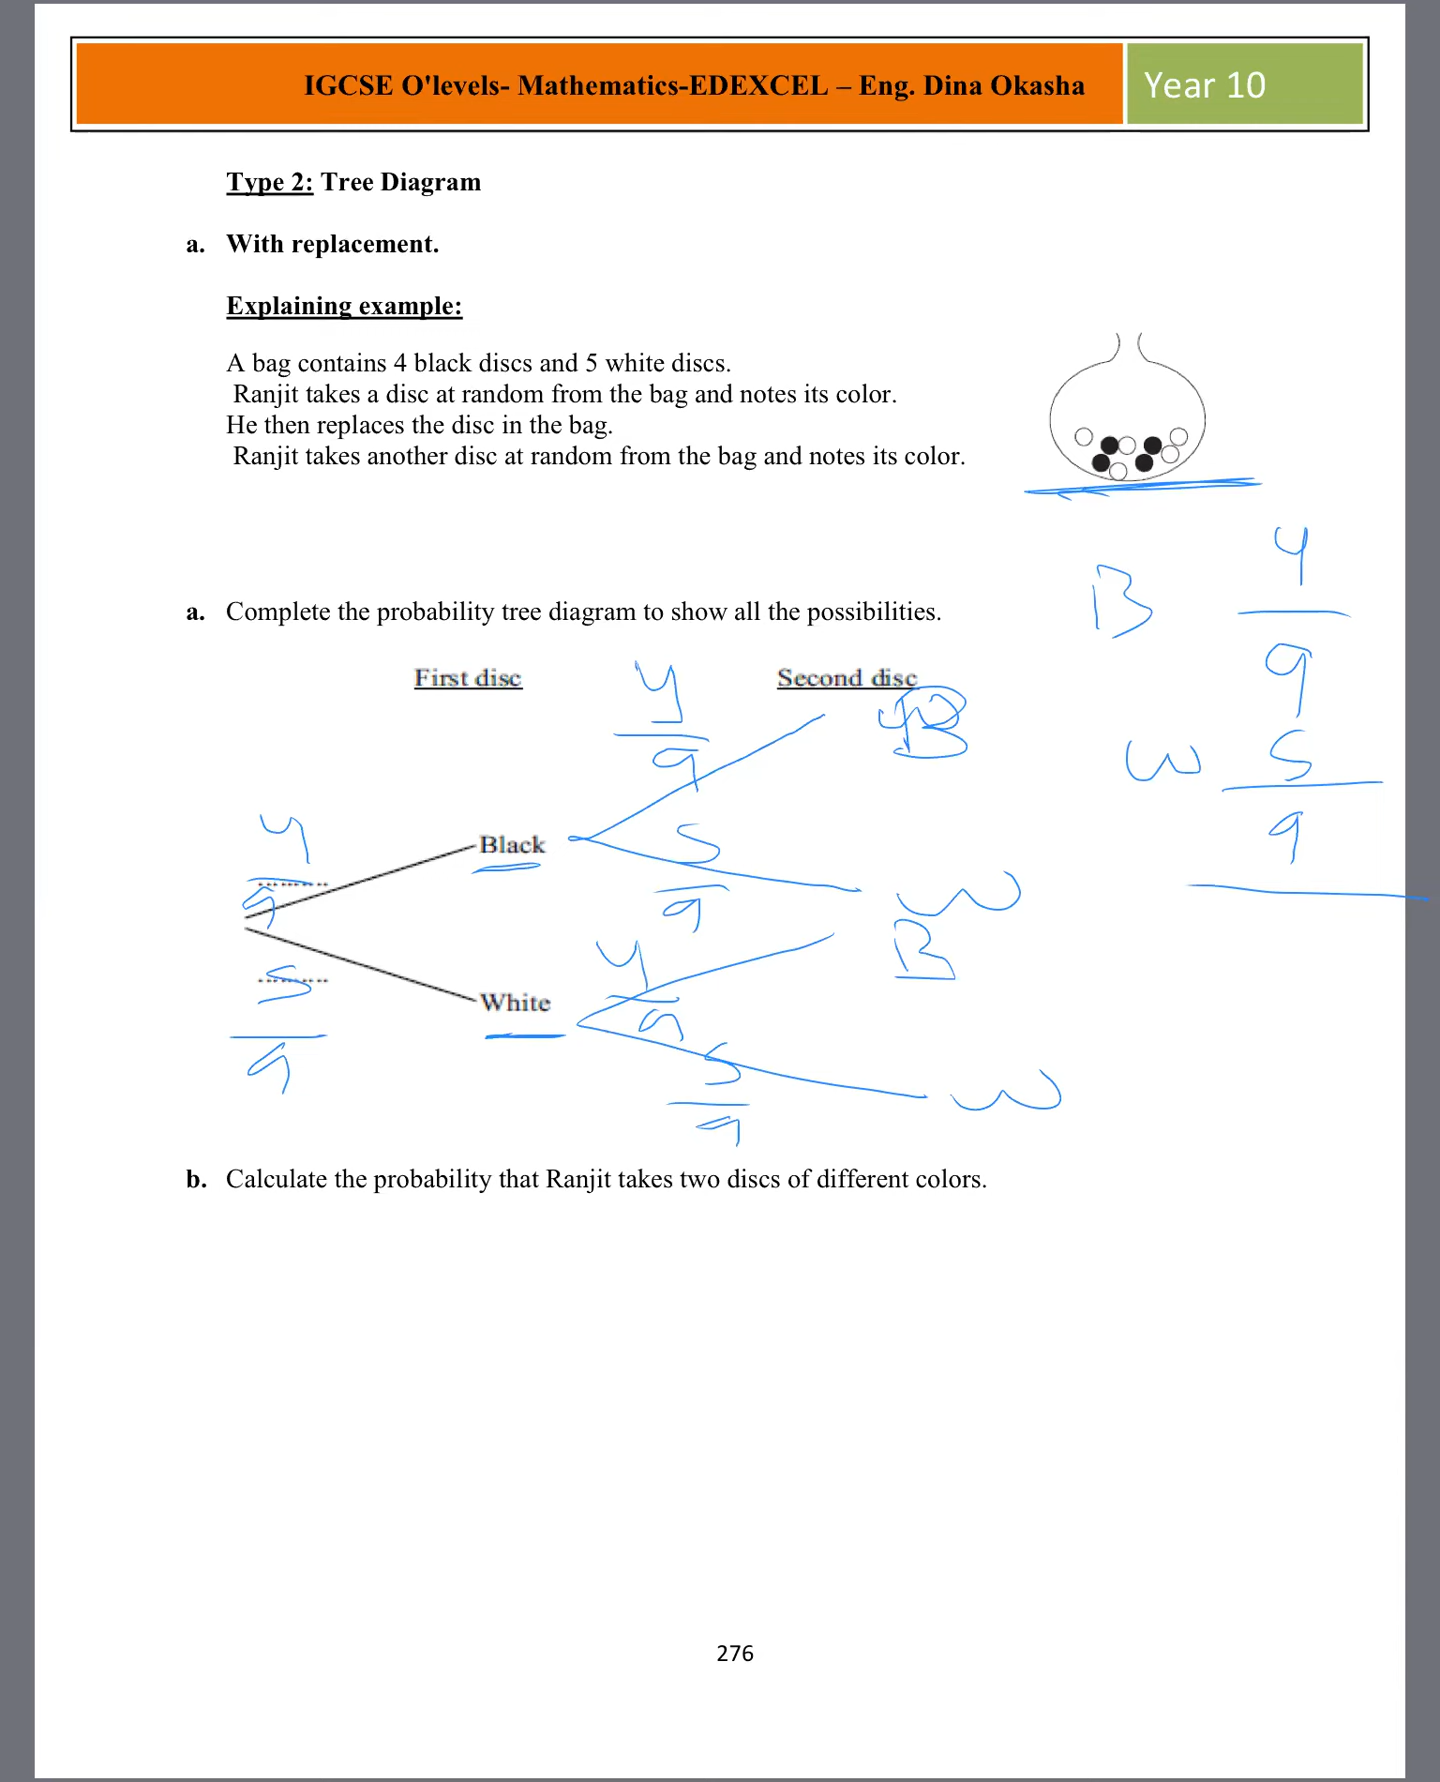 IGCSE O'levels- Mathematics-EDEXCEL – Eng. Dina Okasha
Year 10
Type 2: Tree Diagram
a. With replacement.
Explaining example:
A bag contains 4 black discs and 5 white discs.
Ranjit takes a disc at random from the bag and notes its color.
He then replaces the disc in the bag.
Ranjit takes another disc at random from the bag and notes its color.
B 4
9
W 5
9
a. Complete the probability tree diagram to show all the possibilities.
First disc
Second disc
4
9
B
4
9
Black
5
9
W
5
9
White
4
9
B
5
9
W
b. Calculate the probability that Ranjit takes two discs of different colors.
276